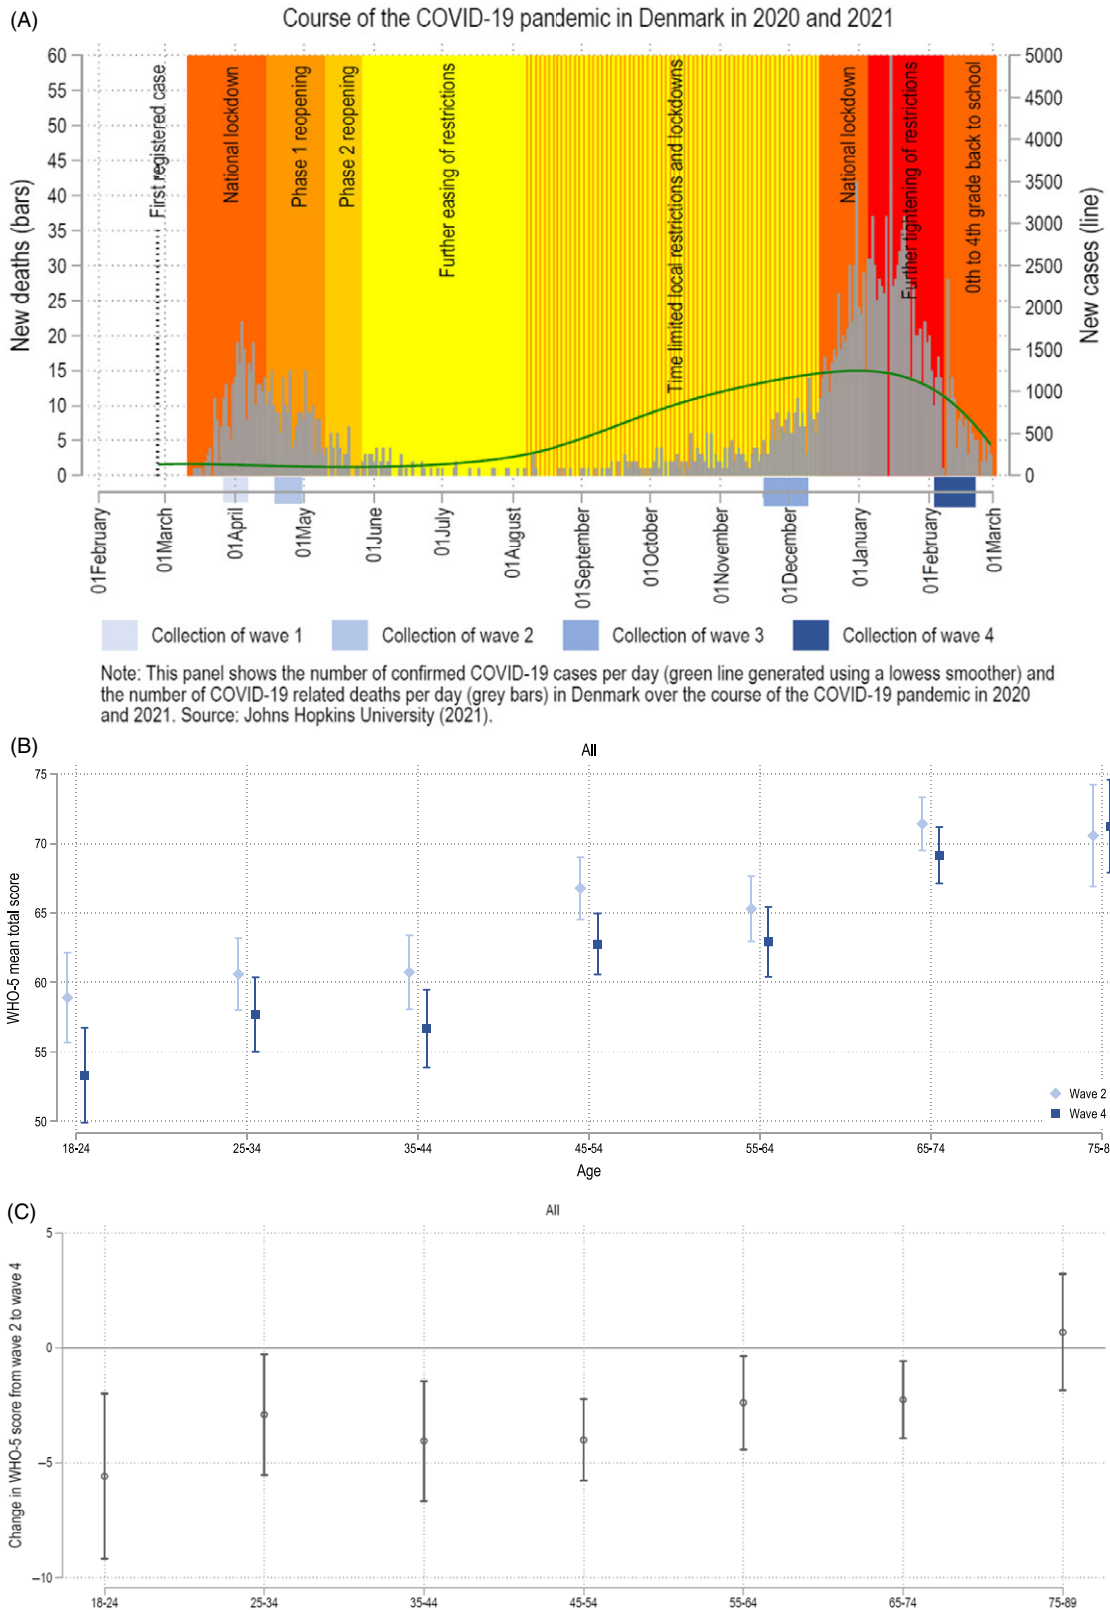 (A)
Course of the COVID-19 pandemic in Denmark in 2020 and 2021
60
55
50
45
40
35
30
25
20
15
10
5
0
New deaths (bars)
First registered case
National lockdown
Phase 1 reopening
Phase 2 reopening
Further easing of restrictions
Time limited local restrictions and lockdowns
National lockdown
Further tightening of restrictions
0th to 4th grade back to school
5000
4500
4000
3500
3000
2500
2000
1500
1000
500
0
New cases (line)
01February
01March
01April
01May
01June
01July
01August
01September
01October
01November
01December
01January
01February
01March
Collection of wave 1
Collection of wave 2
Collection of wave 3
Collection of wave 4
Note: This panel shows the number of confirmed COVID-19 cases per day (green line generated using a lowess smoother) and
the number of COVID-19 related deaths per day (grey bars) in Denmark over the course of the COVID-19 pandemic in 2020
and 2021. Source: Johns Hopkins University (2021).
(B)
All
75
70
65
60
55
50
WHO-5 mean total score
Wave 2
Wave 4
18-24
25-34
35-44
45-54
55-64
65-74
75-8
Age
(C)
All
5
0
−5
−10
Change in WHO-5 score from wave 2 to wave 4
18-24
25-34
35-44
45-54
55-64
65-74
75-89